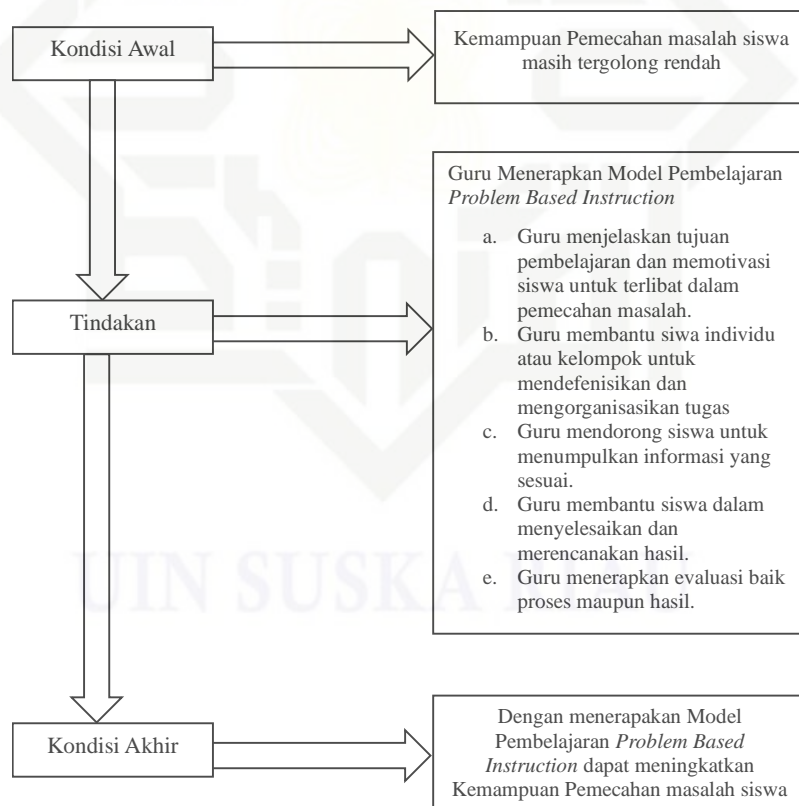 Kondisi Awal
Kemampuan Pemecahan masalah siswa
masih tergolong rendah
Guru Menerapkan Model Pembelajaran
Problem Based Instruction
a. Guru menjelaskan tujuan
pembelajaran dan memotivasi
siswa untuk terlibat dalam
pemecahan masalah.
b. Guru membantu siwa individu
atau kelompok untuk
mendefenisikan dan
mengorganisasikan tugas
c. Guru mendorong siswa untuk
menumpulkan informasi yang
sesuai.
d. Guru membantu siswa dalam
menyelesaikan dan
merencanakan hasil.
e. Guru menerapkan evaluasi baik
proses maupun hasil.
Tindakan
UIN SUSKA RIAU
Kondisi Akhir
Dengan menerapakan Model
Pembelajaran Problem Based
Instruction dapat meningkatkan
Kemampuan Pemecahan masalah siswa